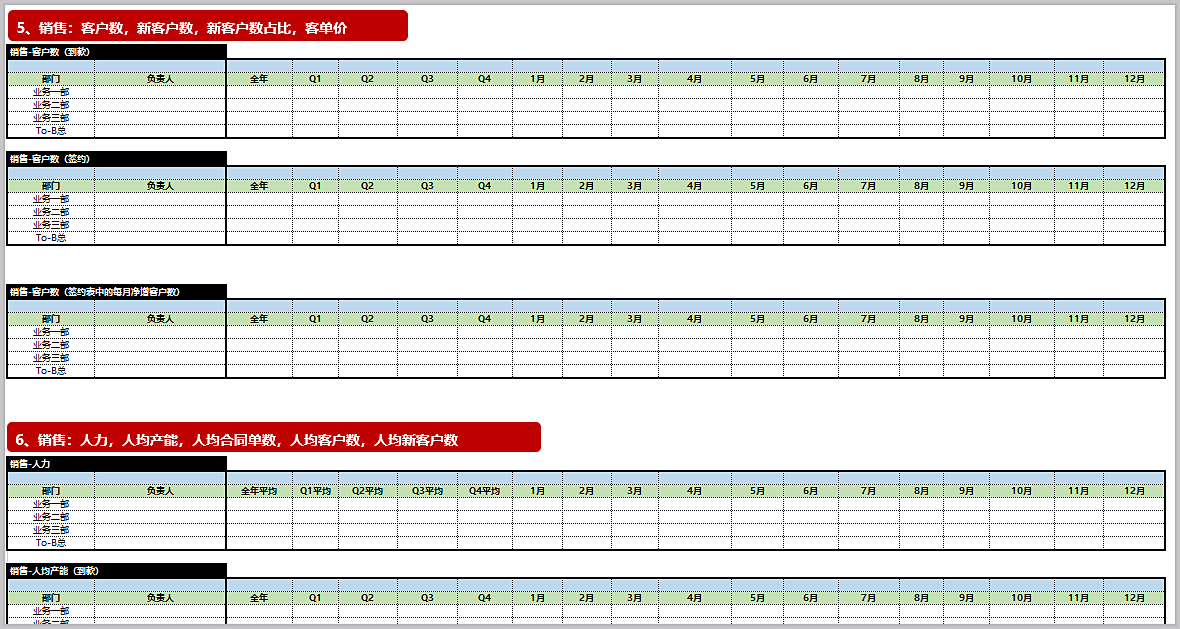 5、销售：客户数，新客户数，新客户数占比，客单价
销售-客户数（到款）
部门 负责人 全年 Q1 Q2 Q3 Q4 1月 2月 3月 4月 5月 6月 7月 8月 9月 10月 11月 12月
业务一部
业务二部
业务三部
To-B总
销售-客户数（签约）
部门 负责人 全年 Q1 Q2 Q3 Q4 1月 2月 3月 4月 5月 6月 7月 8月 9月 10月 11月 12月
业务一部
业务二部
业务三部
To-B总
销售-客户数（签约表中的每月净增客户数）
部门 负责人 全年 Q1 Q2 Q3 Q4 1月 2月 3月 4月 5月 6月 7月 8月 9月 10月 11月 12月
业务一部
业务二部
业务三部
To-B总
6、销售：人力，人均产能，人均合同单数，人均客户数，人均新客户数
销售-人力
部门 负责人 全年平均 Q1平均 Q2平均 Q3平均 Q4平均 1月 2月 3月 4月 5月 6月 7月 8月 9月 10月 11月 12月
业务一部
业务二部
业务三部
To-B总
销售-人均产能（到款）
部门 负责人 全年 Q1 Q2 Q3 Q4 1月 2月 3月 4月 5月 6月 7月 8月 9月 10月 11月 12月
业务一部
业务二部